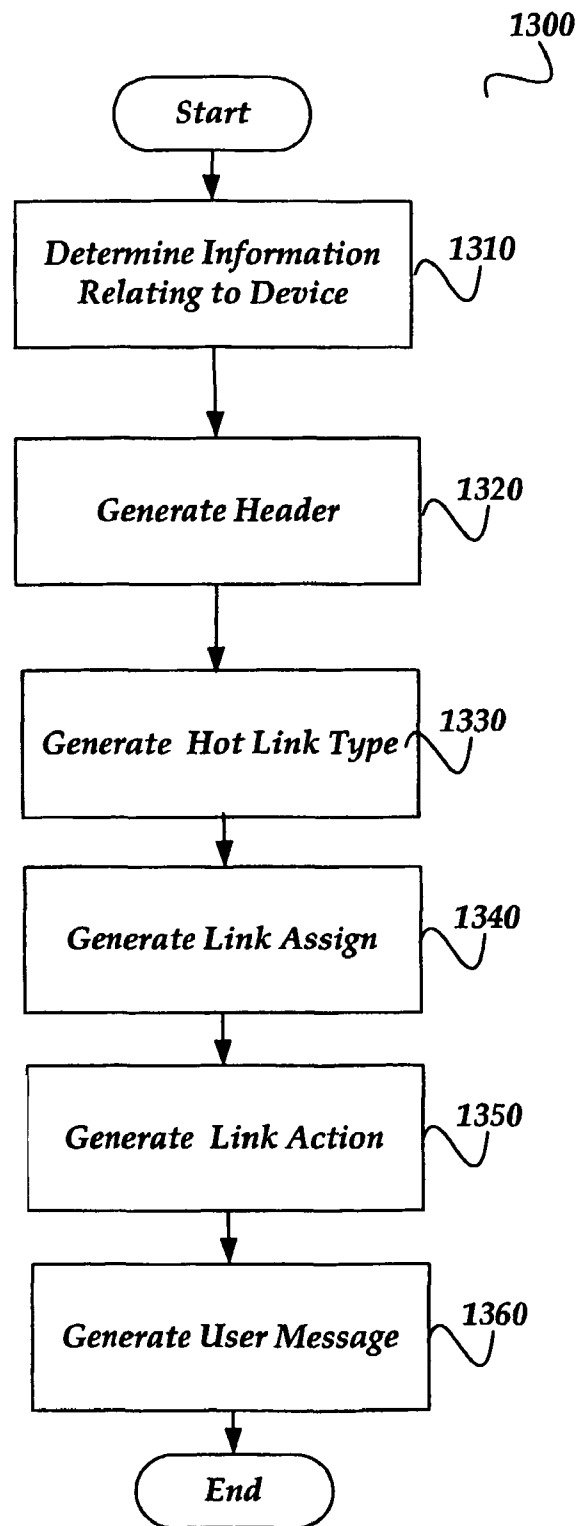 1300
Start
Determine Information
Relating to Device
1310
Generate Header
1320
Generate Hot Link Type
1330
Generate Link Assign
1340
Generate Link Action
1350
Generate User Message
1360
End